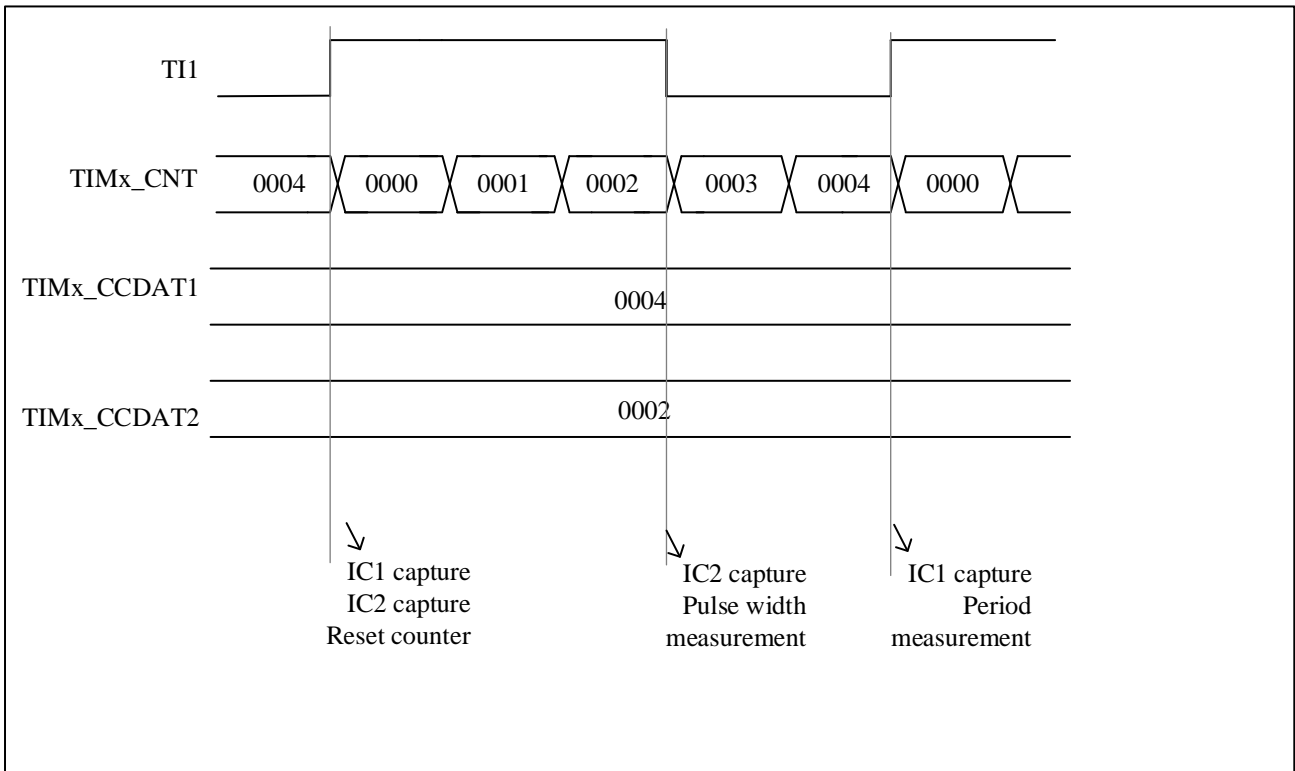 TI1
TIMx_CNT
0004 0000 0001 0002 0003 0004 0000
TIMx_CCDAT1
0004
TIMx_CCDAT2
0002
IC1 capture
IC2 capture
Reset counter
IC2 capture
Pulse width
measurement
IC1 capture
Period
measurement